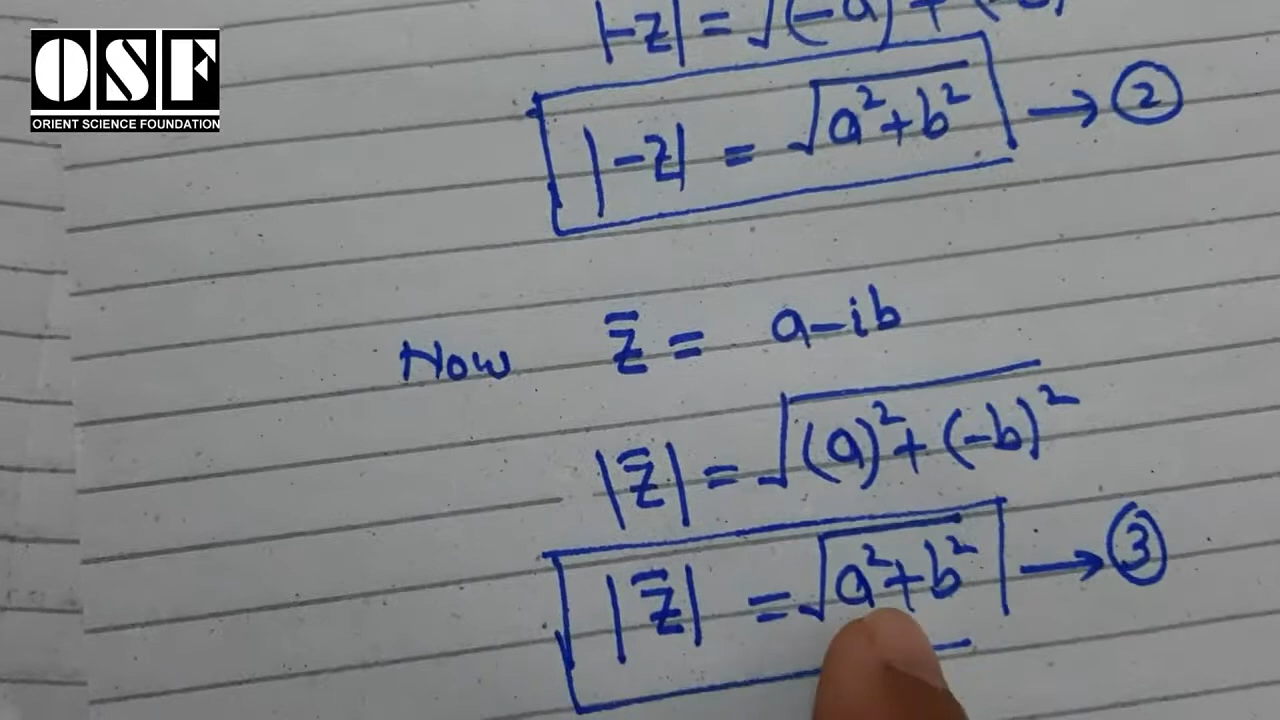 OSF
ORIENT SCIENCE FOUNDATION
|-z| = √(-a) + (
|-z| = √a²+b² → ②
Now z̄ = a-ib
|z̄| = √(a)²+(-b)²
|z̄| = √a²+b² → ③